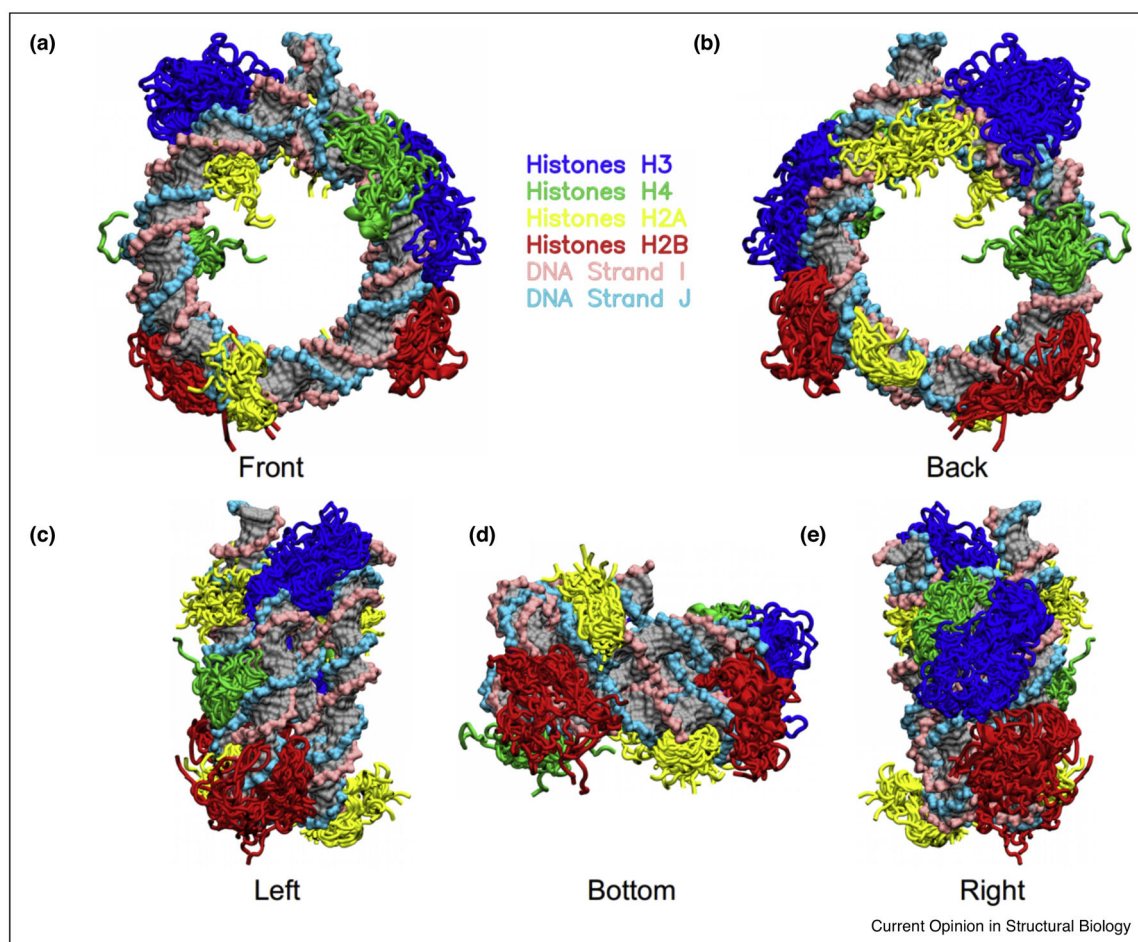 (a)
(b)
Histones H3
Histones H4
Histones H2A
Histones H2B
DNA Strand I
DNA Strand J
Front
Back
(c)
(d)
(e)
Left
Bottom
Right
Current Opinion in Structural Biology